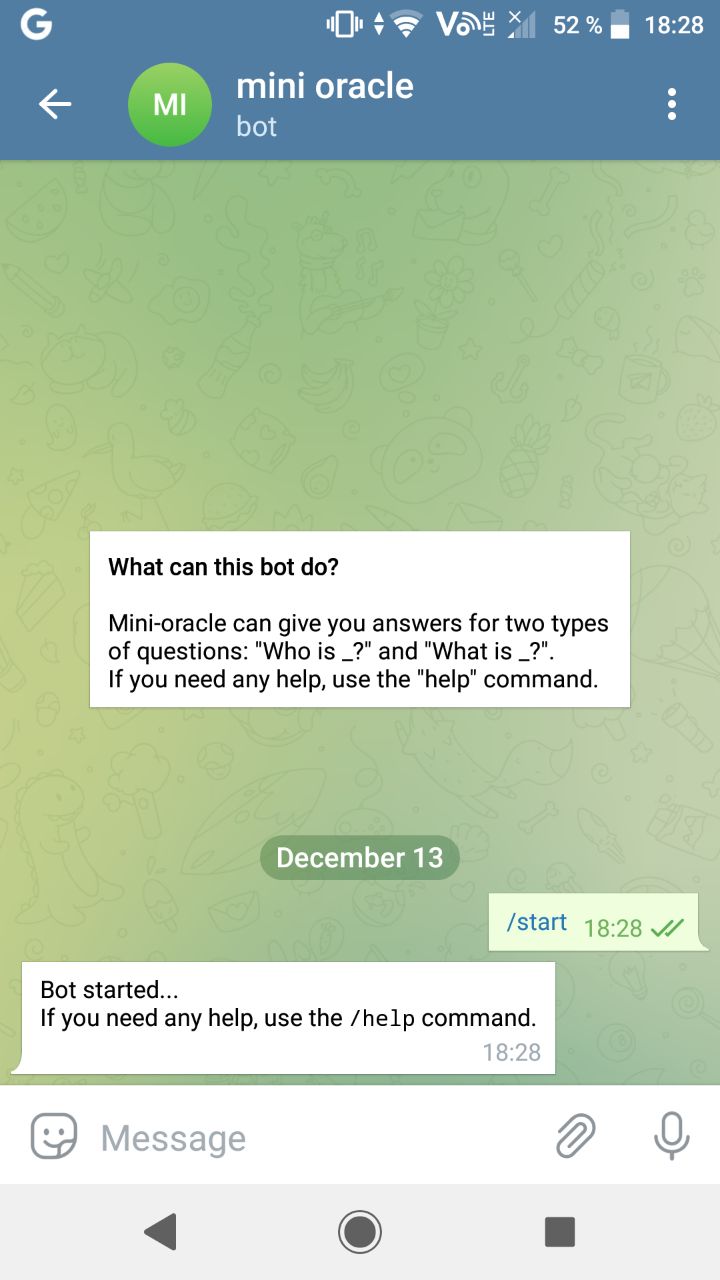 G
VoLTE
52 %
18:28
MI
mini oracle
bot
What can this bot do?
Mini-oracle can give you answers for two types
of questions: "Who is _?" and "What is _?".
If you need any help, use the "help" command.
December 13
/start 18:28
Bot started...
If you need any help, use the /help command.
18:28
Message